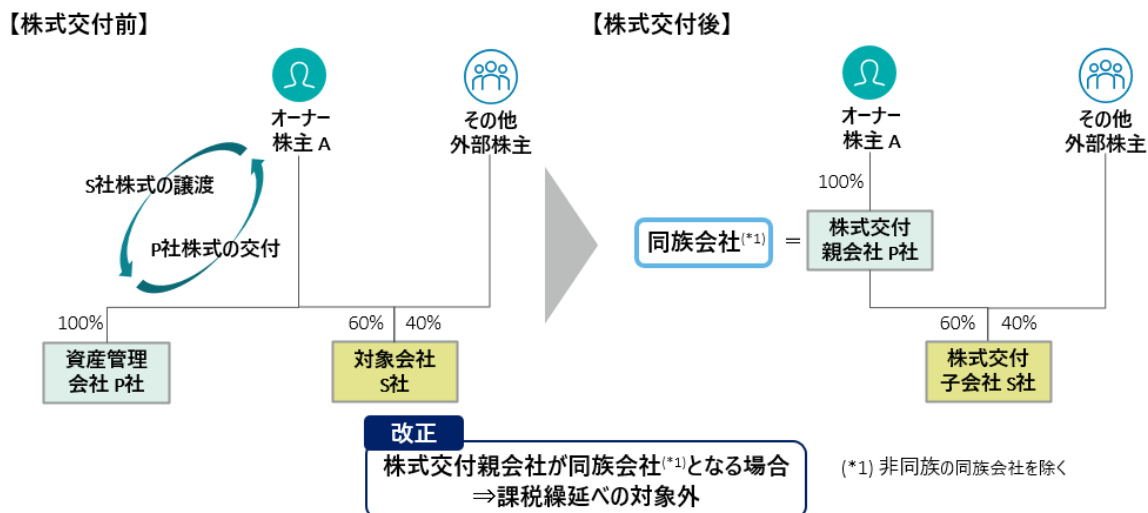 【株式交付前】
オーナー
株主 A
その他
外部株主
S社株式の譲渡
P社株式の交付
100%
60%
40%
資産管理
会社 P社
対象会社
S社
【株式交付後】
オーナー
株主 A
その他
外部株主
100%
同族会社(*1)
=
株式交付
親会社 P社
60%
40%
株式交付
子会社 S社
改正
株式交付親会社が同族会社(*1)となる場合
⇒課税繰延べの対象外
(*1) 非同族の同族会社を除く